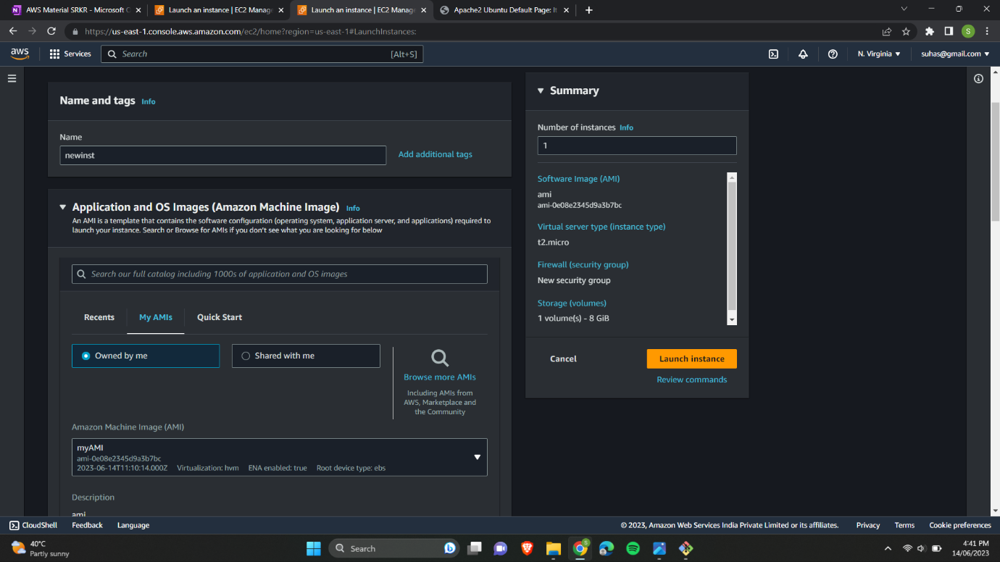 AWS Material SRKR - Microsoft O
Launch an instance | EC2 Manage
Launch an instance | EC2 Manage
Apache2 Ubuntu Default Page: It
https://us-east-1.console.aws.amazon.com/ec2/home?region=us-east-1#LaunchInstances:
S
aws
Services
Search
[Alt+S]
N. Virginia
suhas@gmail.com
Name and tags Info
Name
newinst
Add additional tags
Application and OS Images (Amazon Machine Image) Info
An AMI is a template that contains the software configuration (operating system, application server, and applications) required to
launch your instance. Search or Browse for AMIs if you don't see what you are looking for below
Search our full catalog including 1000s of application and OS images
Recents
My AMIs
Quick Start
Owned by me
Shared with me
Browse more AMIs
Including AMIs from
AWS, Marketplace and
the Community
Amazon Machine Image (AMI)
myAMI
ami-0e08e2345d9a3b7bc
2023-06-14T11:10:14.000Z Virtualization: hvm ENA enabled: true Root device type: ebs
Description
ami
Summary
Number of instances Info
1
Software Image (AMI)
ami
ami-0e08e2345d9a3b7bc
Virtual server type (instance type)
t2.micro
Firewall (security group)
New security group
Storage (volumes)
1 volume(s) - 8 GiB
Cancel
Launch instance
Review commands
CloudShell
Feedback
Language
© 2023, Amazon Web Services India Private Limited or its affiliates.
Privacy
Terms
Cookie preferences
40°C
Partly sunny
Search
4:41 PM
14/06/2023